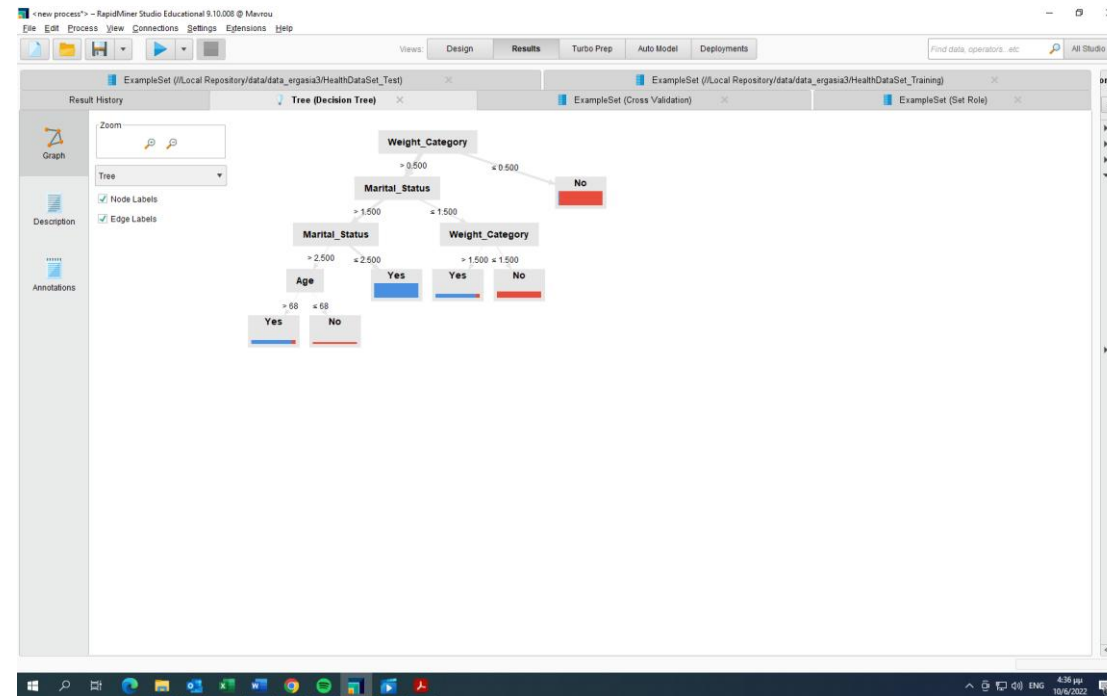 <new process*> – RapidMiner Studio Educational 9.10.008 @ Mavrou
File Edit Process View Connections Settings Extensions Help
Views: Design Results Turbo Prep Auto Model Deployments Find data, operators...etc All Studio
ExampleSet (//Local Repository/data/data_ergasia3/HealthDataSet_Test) ExampleSet (//Local Repository/data/data_ergasia3/HealthDataSet_Training)
Result History Tree (Decision Tree) ExampleSet (Cross Validation) ExampleSet (Set Role)
Graph
Description
Annotations
Zoom
Tree
Node Labels
Edge Labels
Weight_Category
> 0.500 ≤ 0.500
Marital_Status No
> 1.500 ≤ 1.500
Marital_Status Weight_Category
> 2.500 ≤ 2.500 > 1.500 ≤ 1.500
Age Yes Yes No
> 68 ≤ 68
Yes No
ENG 4:36 μμ
10/6/2022